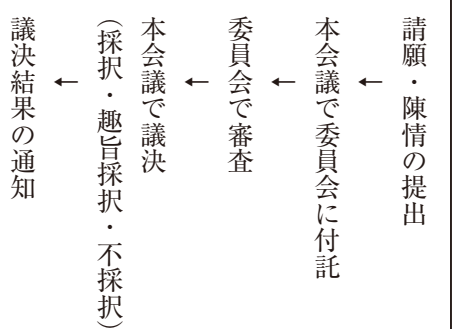 請願・陳情の提出
←
本会議で委員会に付託
←
委員会で審査
←
本会議で議決
(採択・趣旨採択・不採択)
←
議決結果の通知